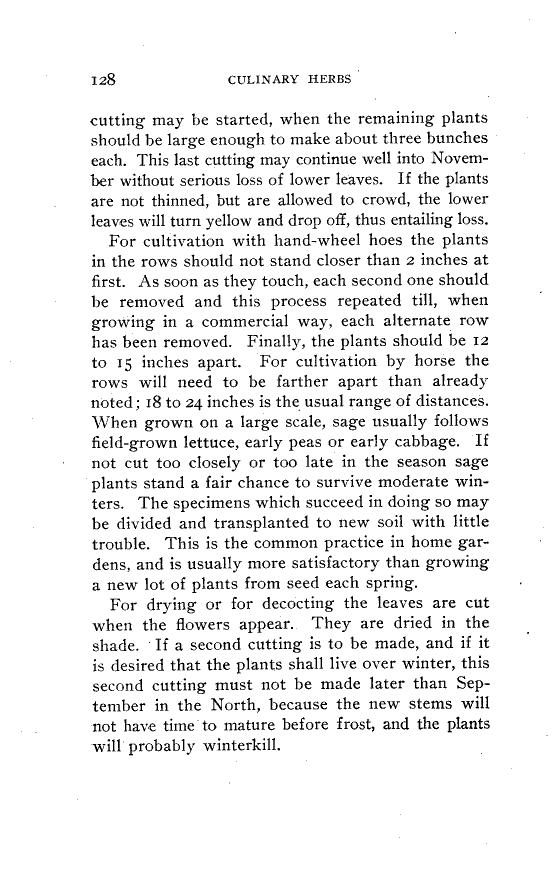 128 CULINARY HERBS
cutting may be started, when the remaining plants
should be large enough to make about three bunches
each. This last cutting may continue well into Novem-
ber without serious loss of lower leaves. If the plants
are not thinned, but are allowed to crowd, the lower
leaves will turn yellow and drop off, thus entailing loss.
For cultivation with hand-wheel hoes the plants
in the rows should not stand closer than 2 inches at
first. As soon as they touch, each second one should
be removed and this process repeated till, when
growing in a commercial way, each alternate row
has been removed. Finally, the plants should be 12
to 15 inches apart. For cultivation by horse the
rows will need to be farther apart than already
noted; 18 to 24 inches is the usual range of distances.
When grown on a large scale, sage usually follows
field-grown lettuce, early peas or early cabbage. If
not cut too closely or too late in the season sage
plants stand a fair chance to survive moderate win-
ters. The specimens which succeed in doing so may
be divided and transplanted to new soil with little
trouble. This is the common practice in home gar-
dens, and is usually more satisfactory than growing
a new lot of plants from seed each spring.
For drying or for decocting the leaves are cut
when the flowers appear. They are dried in the
shade. If a second cutting is to be made, and if it
is desired that the plants shall live over winter, this
second cutting must not be made later than Sep-
tember in the North, because the new stems will
not have time to mature before frost, and the plants
will probably winterkill.